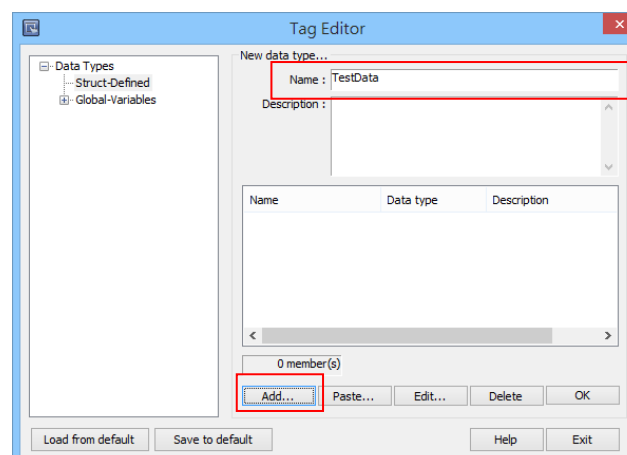 Tag Editor
Data Types
Struct-Defined
Global-Variables
New data type...
Name : TestData
Description :
Name Data type Description
0 member(s)
Add... Paste... Edit... Delete OK
Load from default Save to default Help Exit